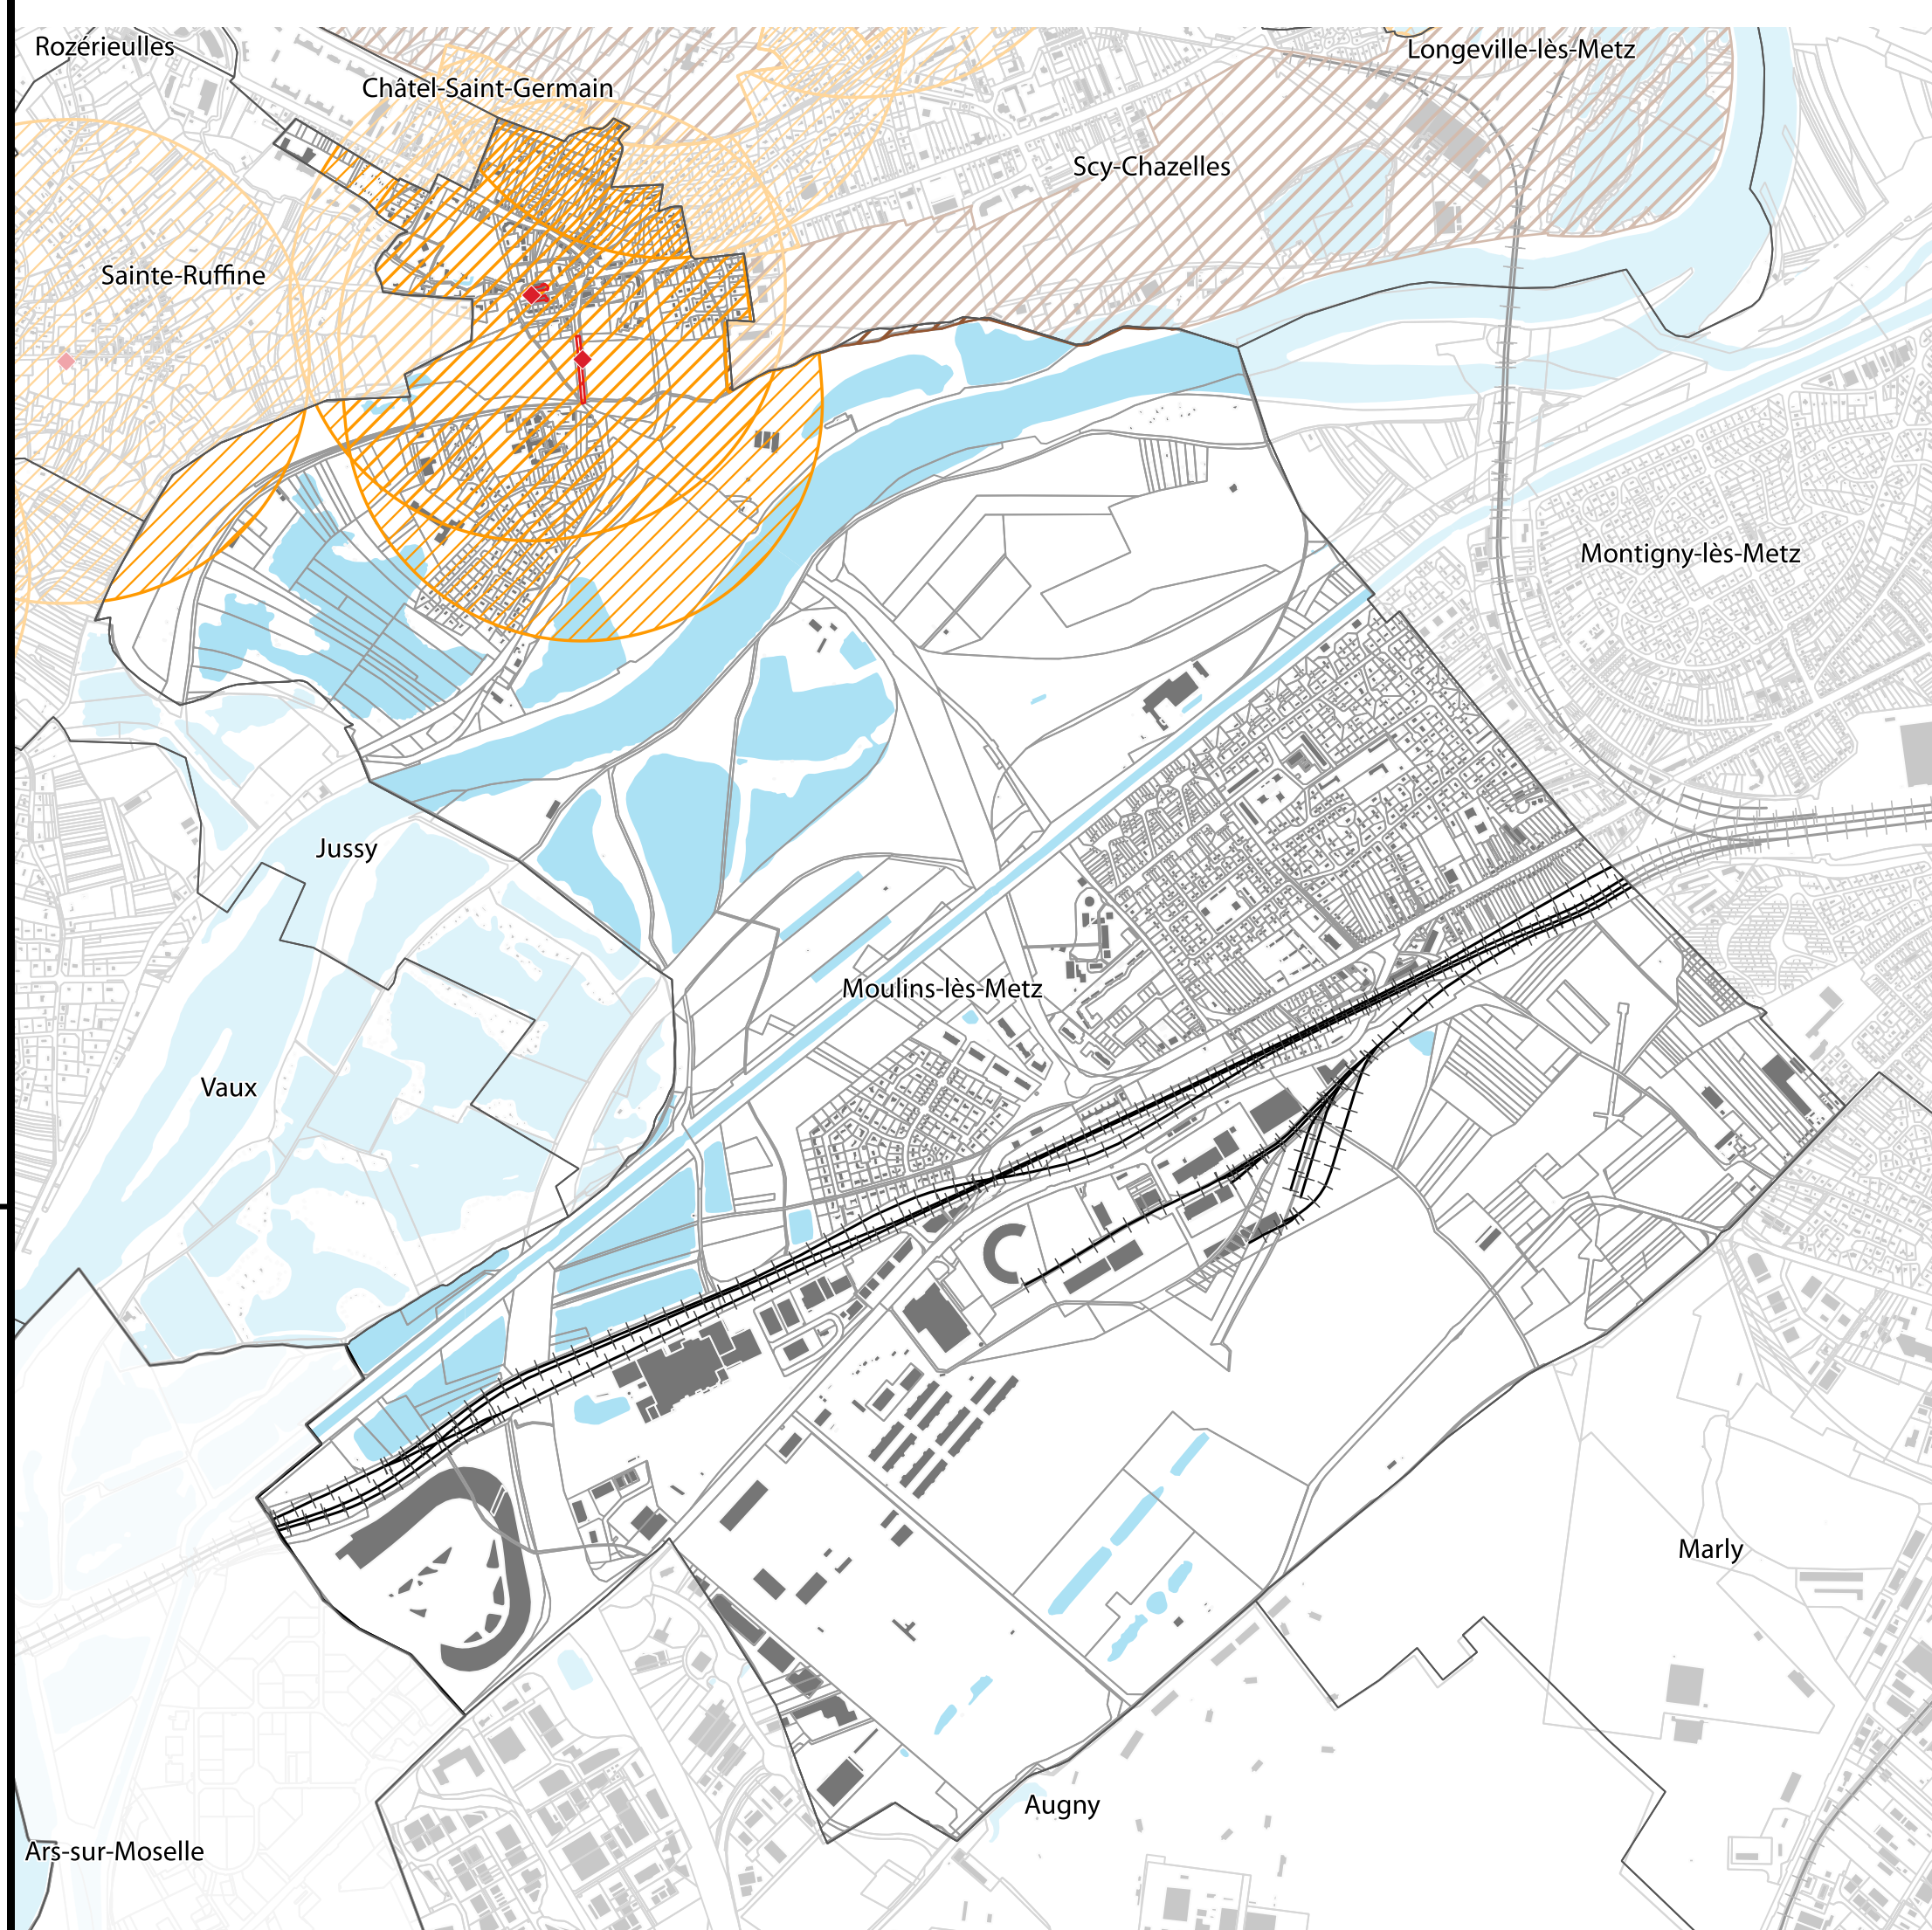 Rozérieulles
Longeville-lès-Metz
Châtel-Saint-Germain
Scy-Chazelles
Sainte-Ruffine
Montigny-lès-Metz
Jussy
Moulins-lès-Metz
Vaux
Marly
Augny
Ars-sur-Moselle